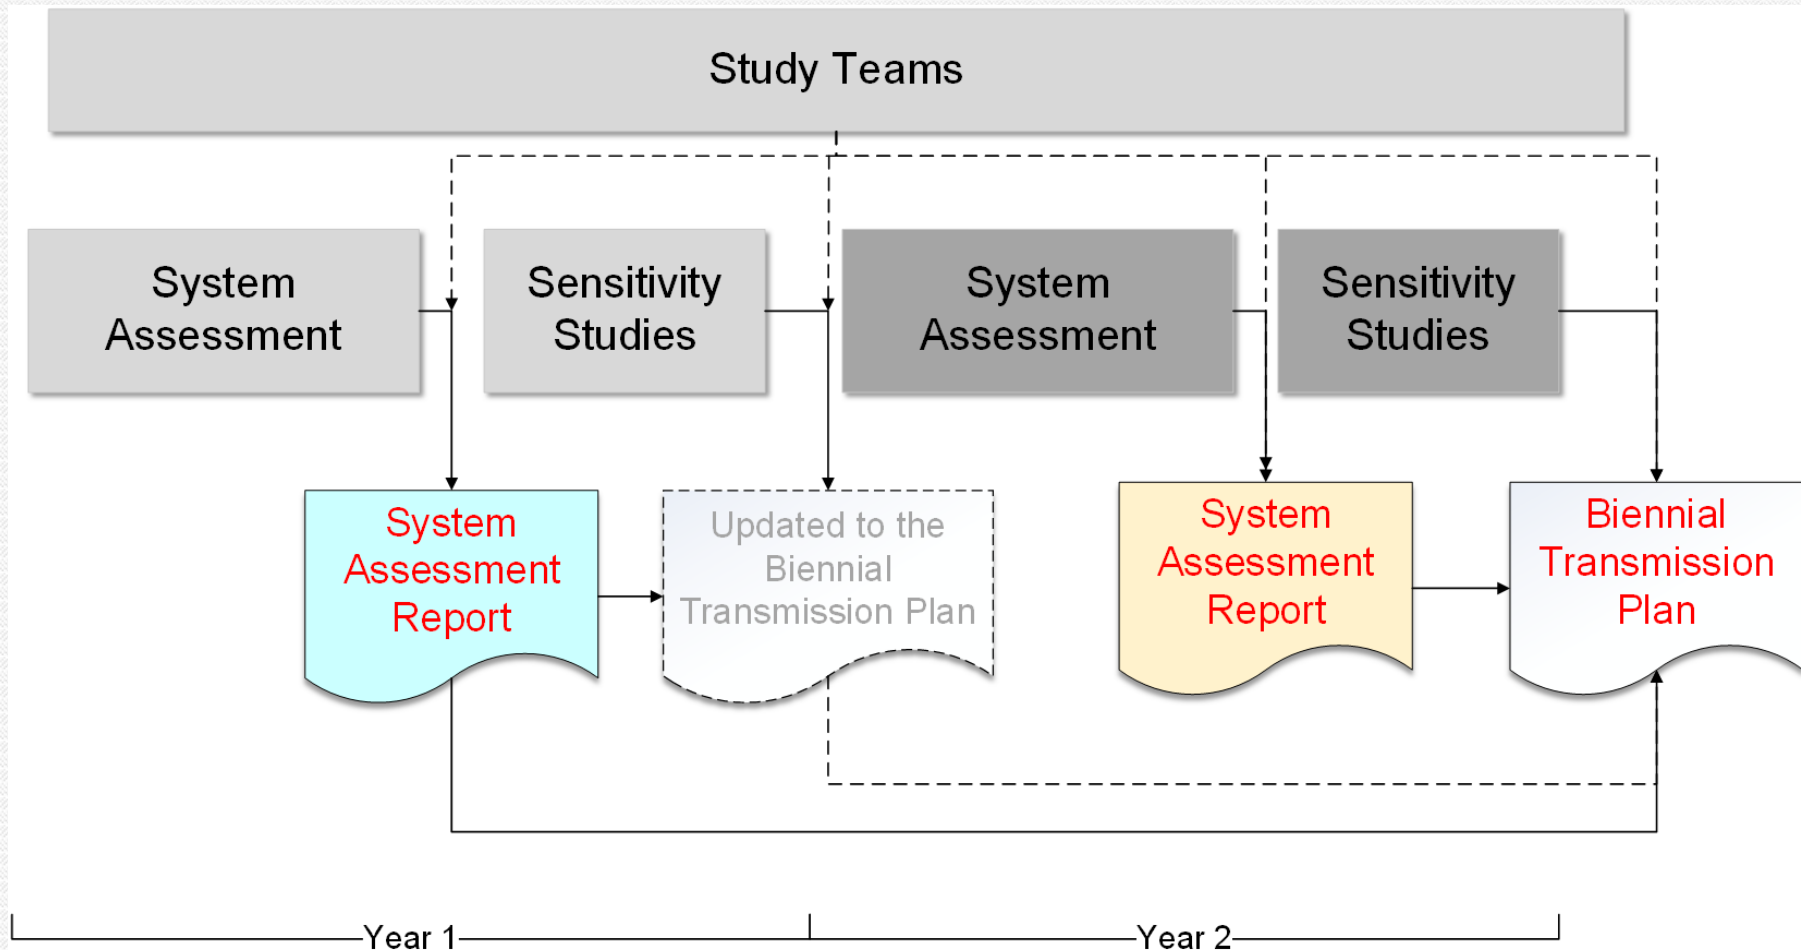 Study Teams
System
Assessment
Sensitivity
Studies
System
Assessment
Sensitivity
Studies
System
Assessment
Report
Updated to the
Biennial
Transmission Plan
System
Assessment
Report
Biennial
Transmission
Plan
Year 1
Year 2